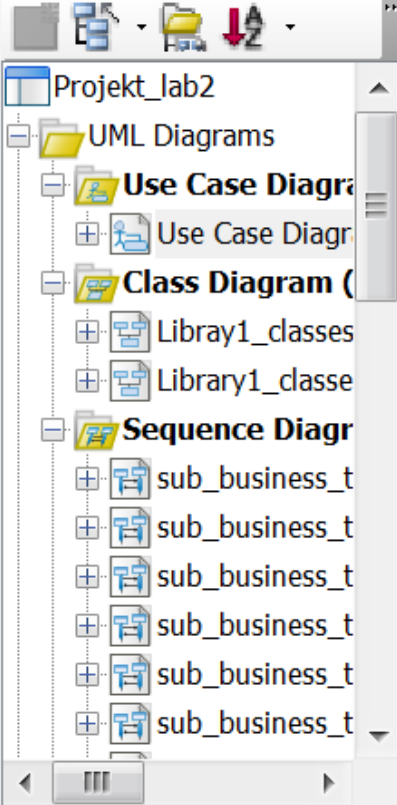 Projekt_lab2
UML Diagrams
Use Case Diagra
Use Case Diagr
Class Diagram (
Libray1_classes
Library1_classe
Sequence Diagr
sub_business_t
sub_business_t
sub_business_t
sub_business_t
sub_business_t
sub_business_t